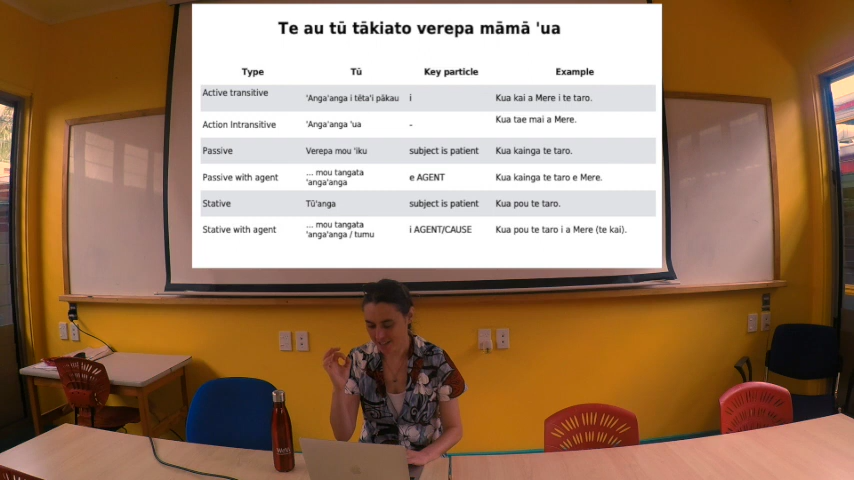 Te au tū tākiato verepa māmā 'ua
Type Tū Key particle Example
Active transitive 'Anga'anga i tēta'i pākau i Kua kai a Mere i te taro.
Action Intransitive 'Anga'anga 'ua - Kua tae mai a Mere.
Passive Verepa mou 'iku subject is patient Kua kainga te taro.
Passive with agent ... mou tangata 'anga'anga e AGENT Kua kainga te taro e Mere.
Stative Tū'anga subject is patient Kua pou te taro.
Stative with agent ... mou tangata 'anga'anga / tumu i AGENT/CAUSE Kua pou te taro i a Mere (te kai).